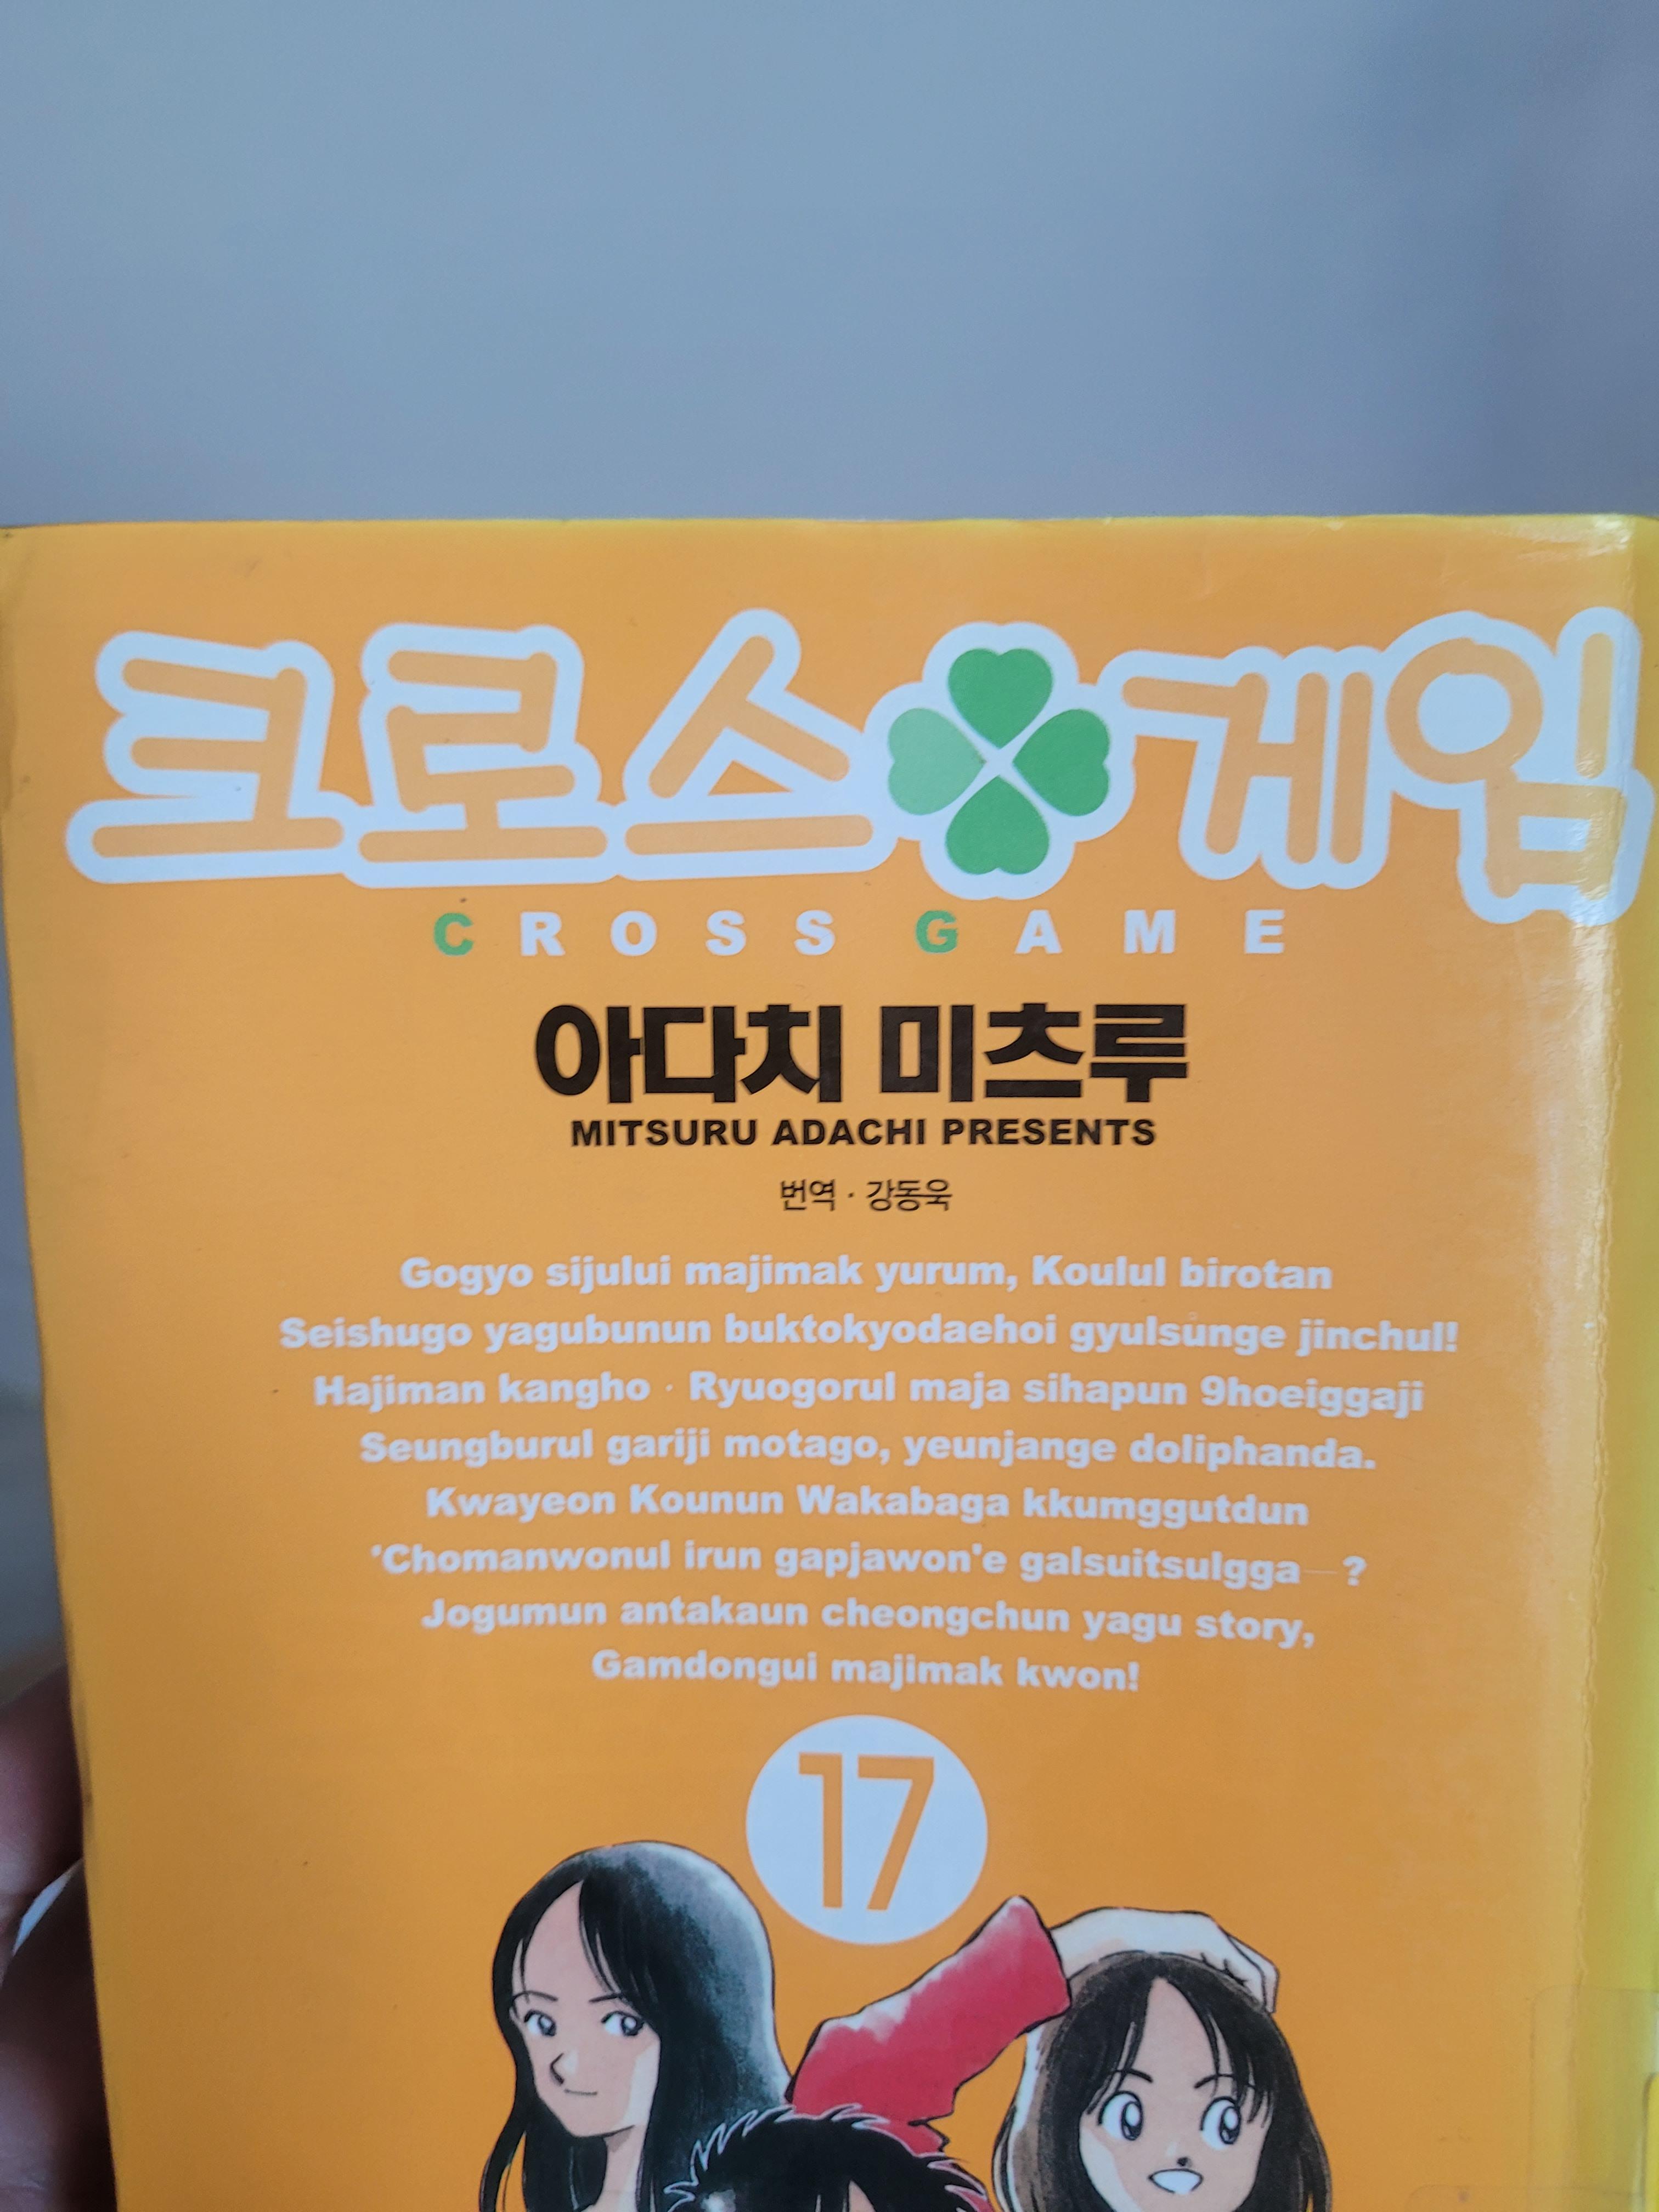 크로스 게임
CROSS GAME
아다치 미츠루
MITSURU ADACHI PRESENTS
번역 · 강동욱
Gogyo sijului majimak yurum, Koulul birotan
Seishugo yagubunun buktokyodaehoi gyulsunge jinchul!
Hajiman kangho · Ryuogorul maja sihapun 9hoeiggaji
Seungburul gariji motago, yeunjange doliphanda.
Kwayeon Kounun Wakabaga kkumggutdun
'Chomanwonul irun gapjawon'e galsuitsulgga—?
Jogumun antakaun cheongchun yagu story,
Gamdongui majimak kwon!
17